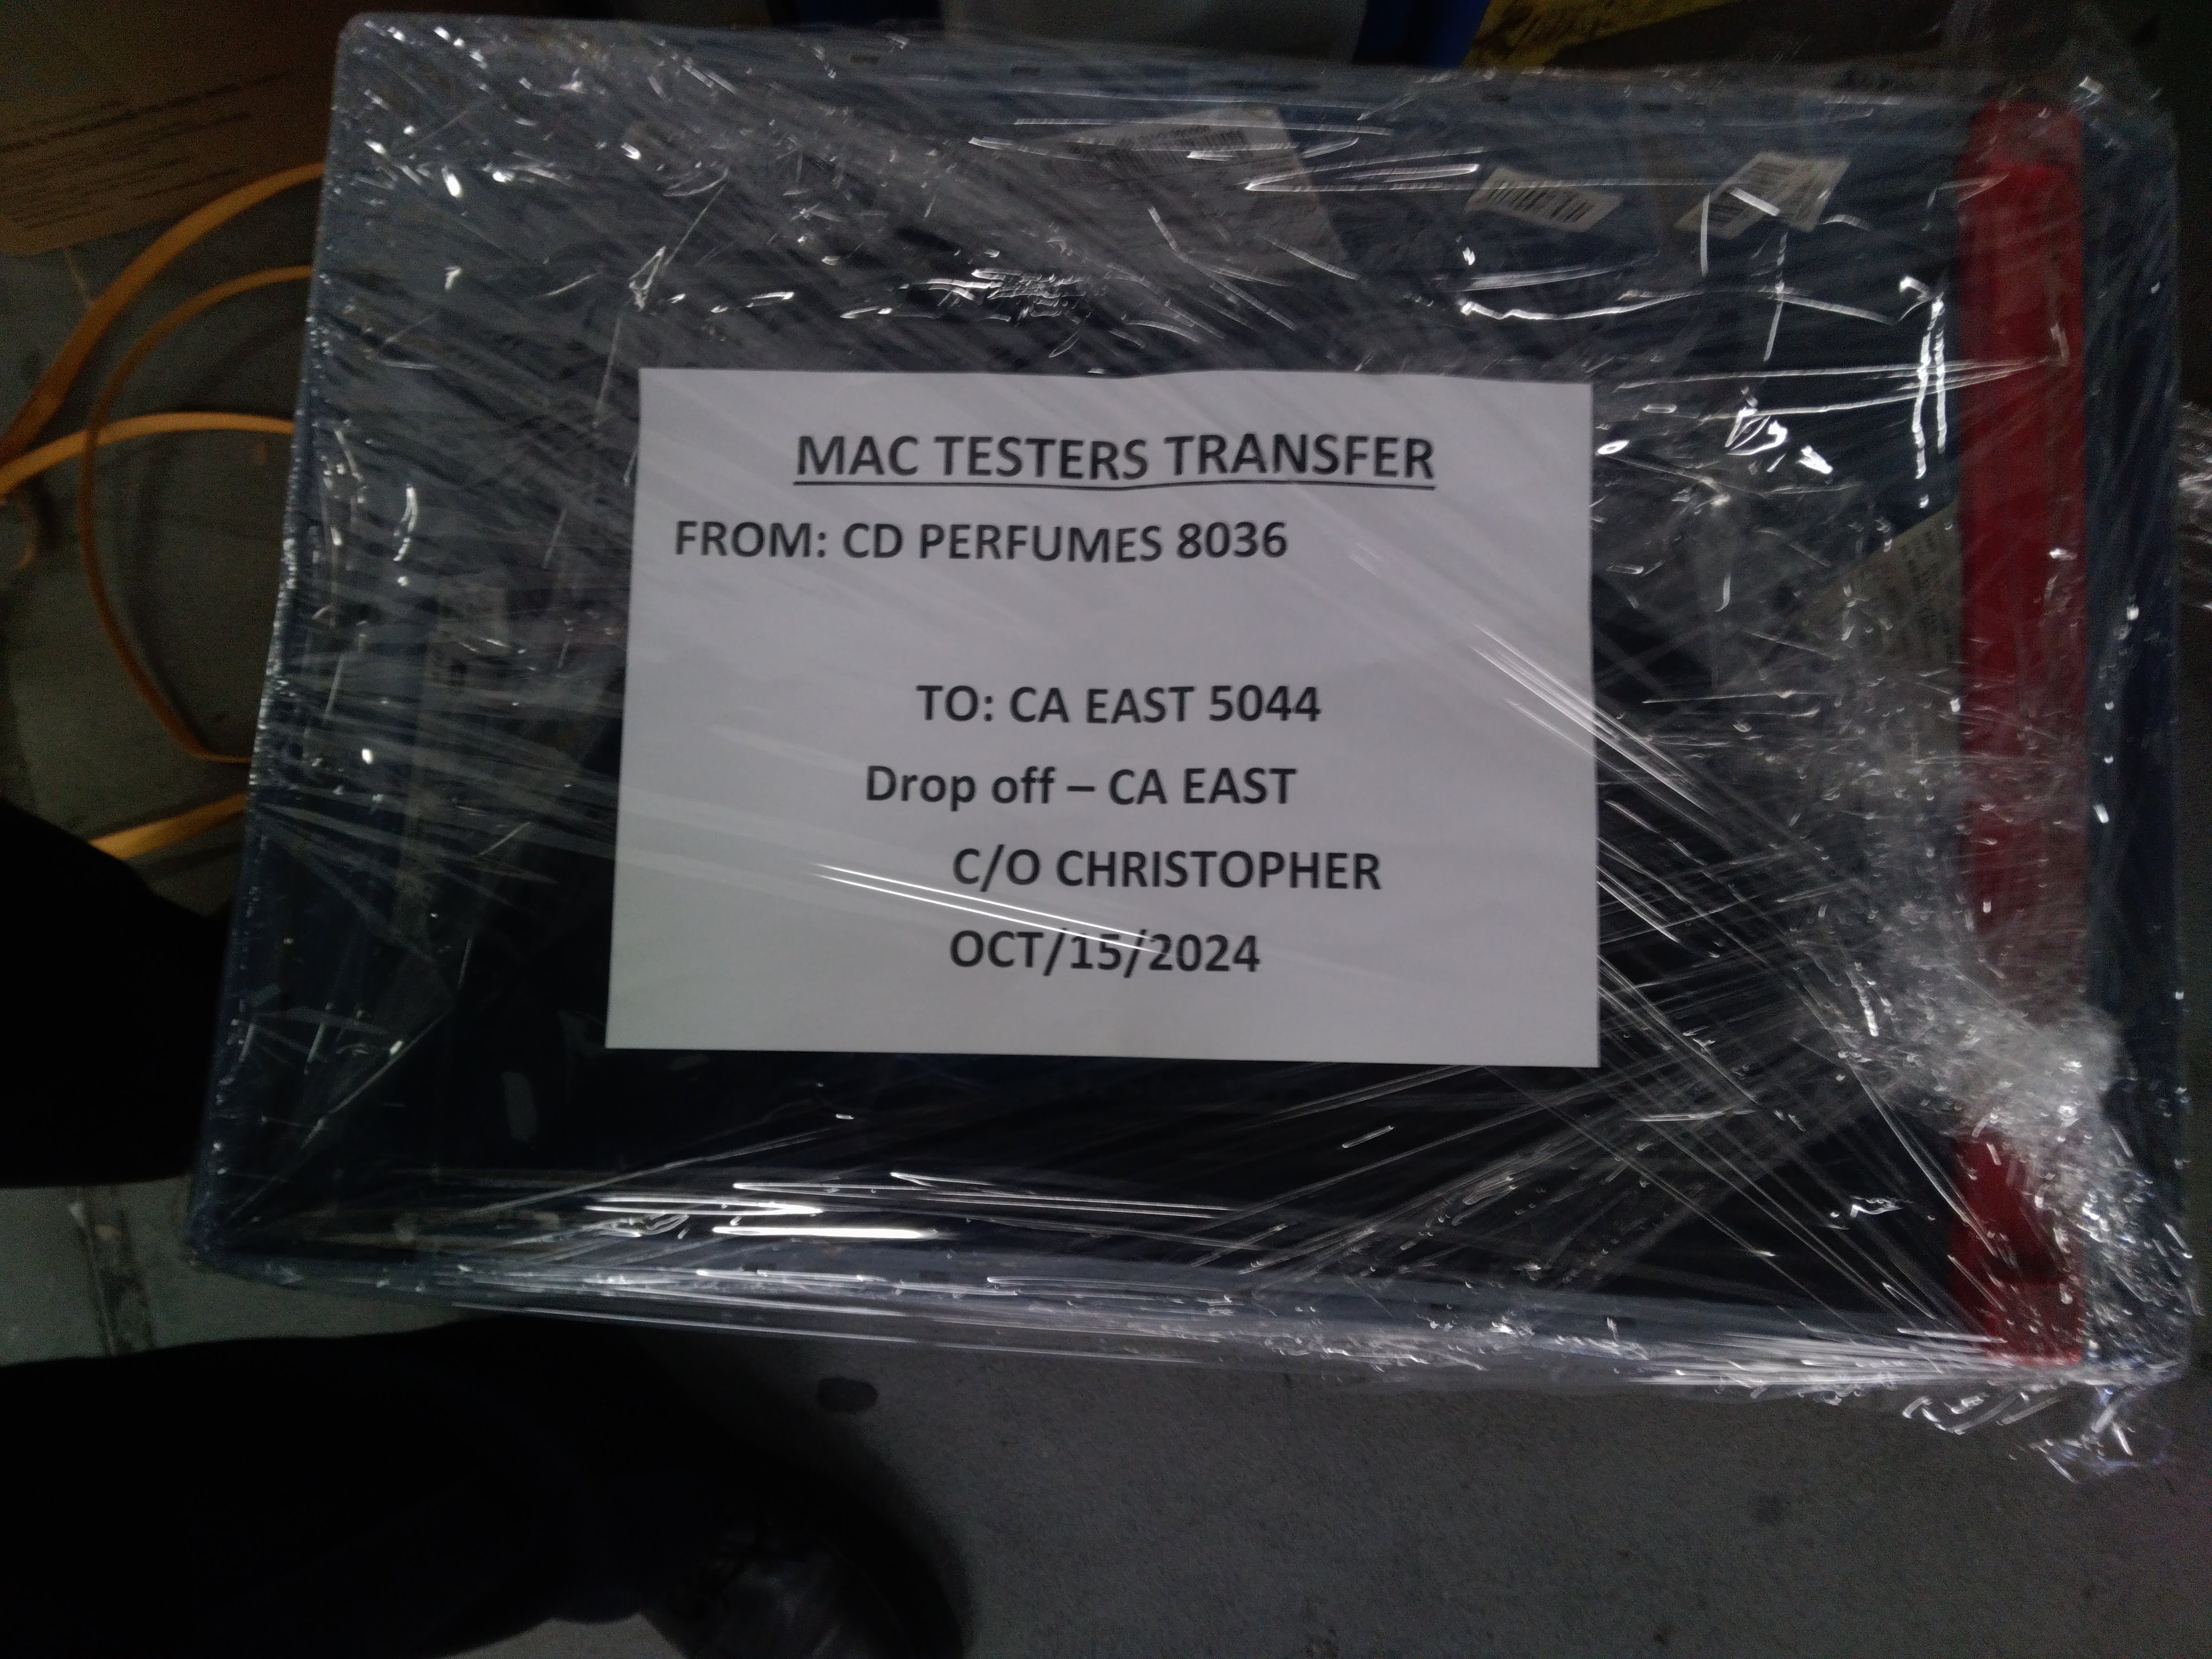 MAC TESTERS TRANSFER
FROM: CD PERFUMES 8036
TO: CA EAST 5044
Drop off – CA EAST
C/O CHRISTOPHER
OCT/15/2024